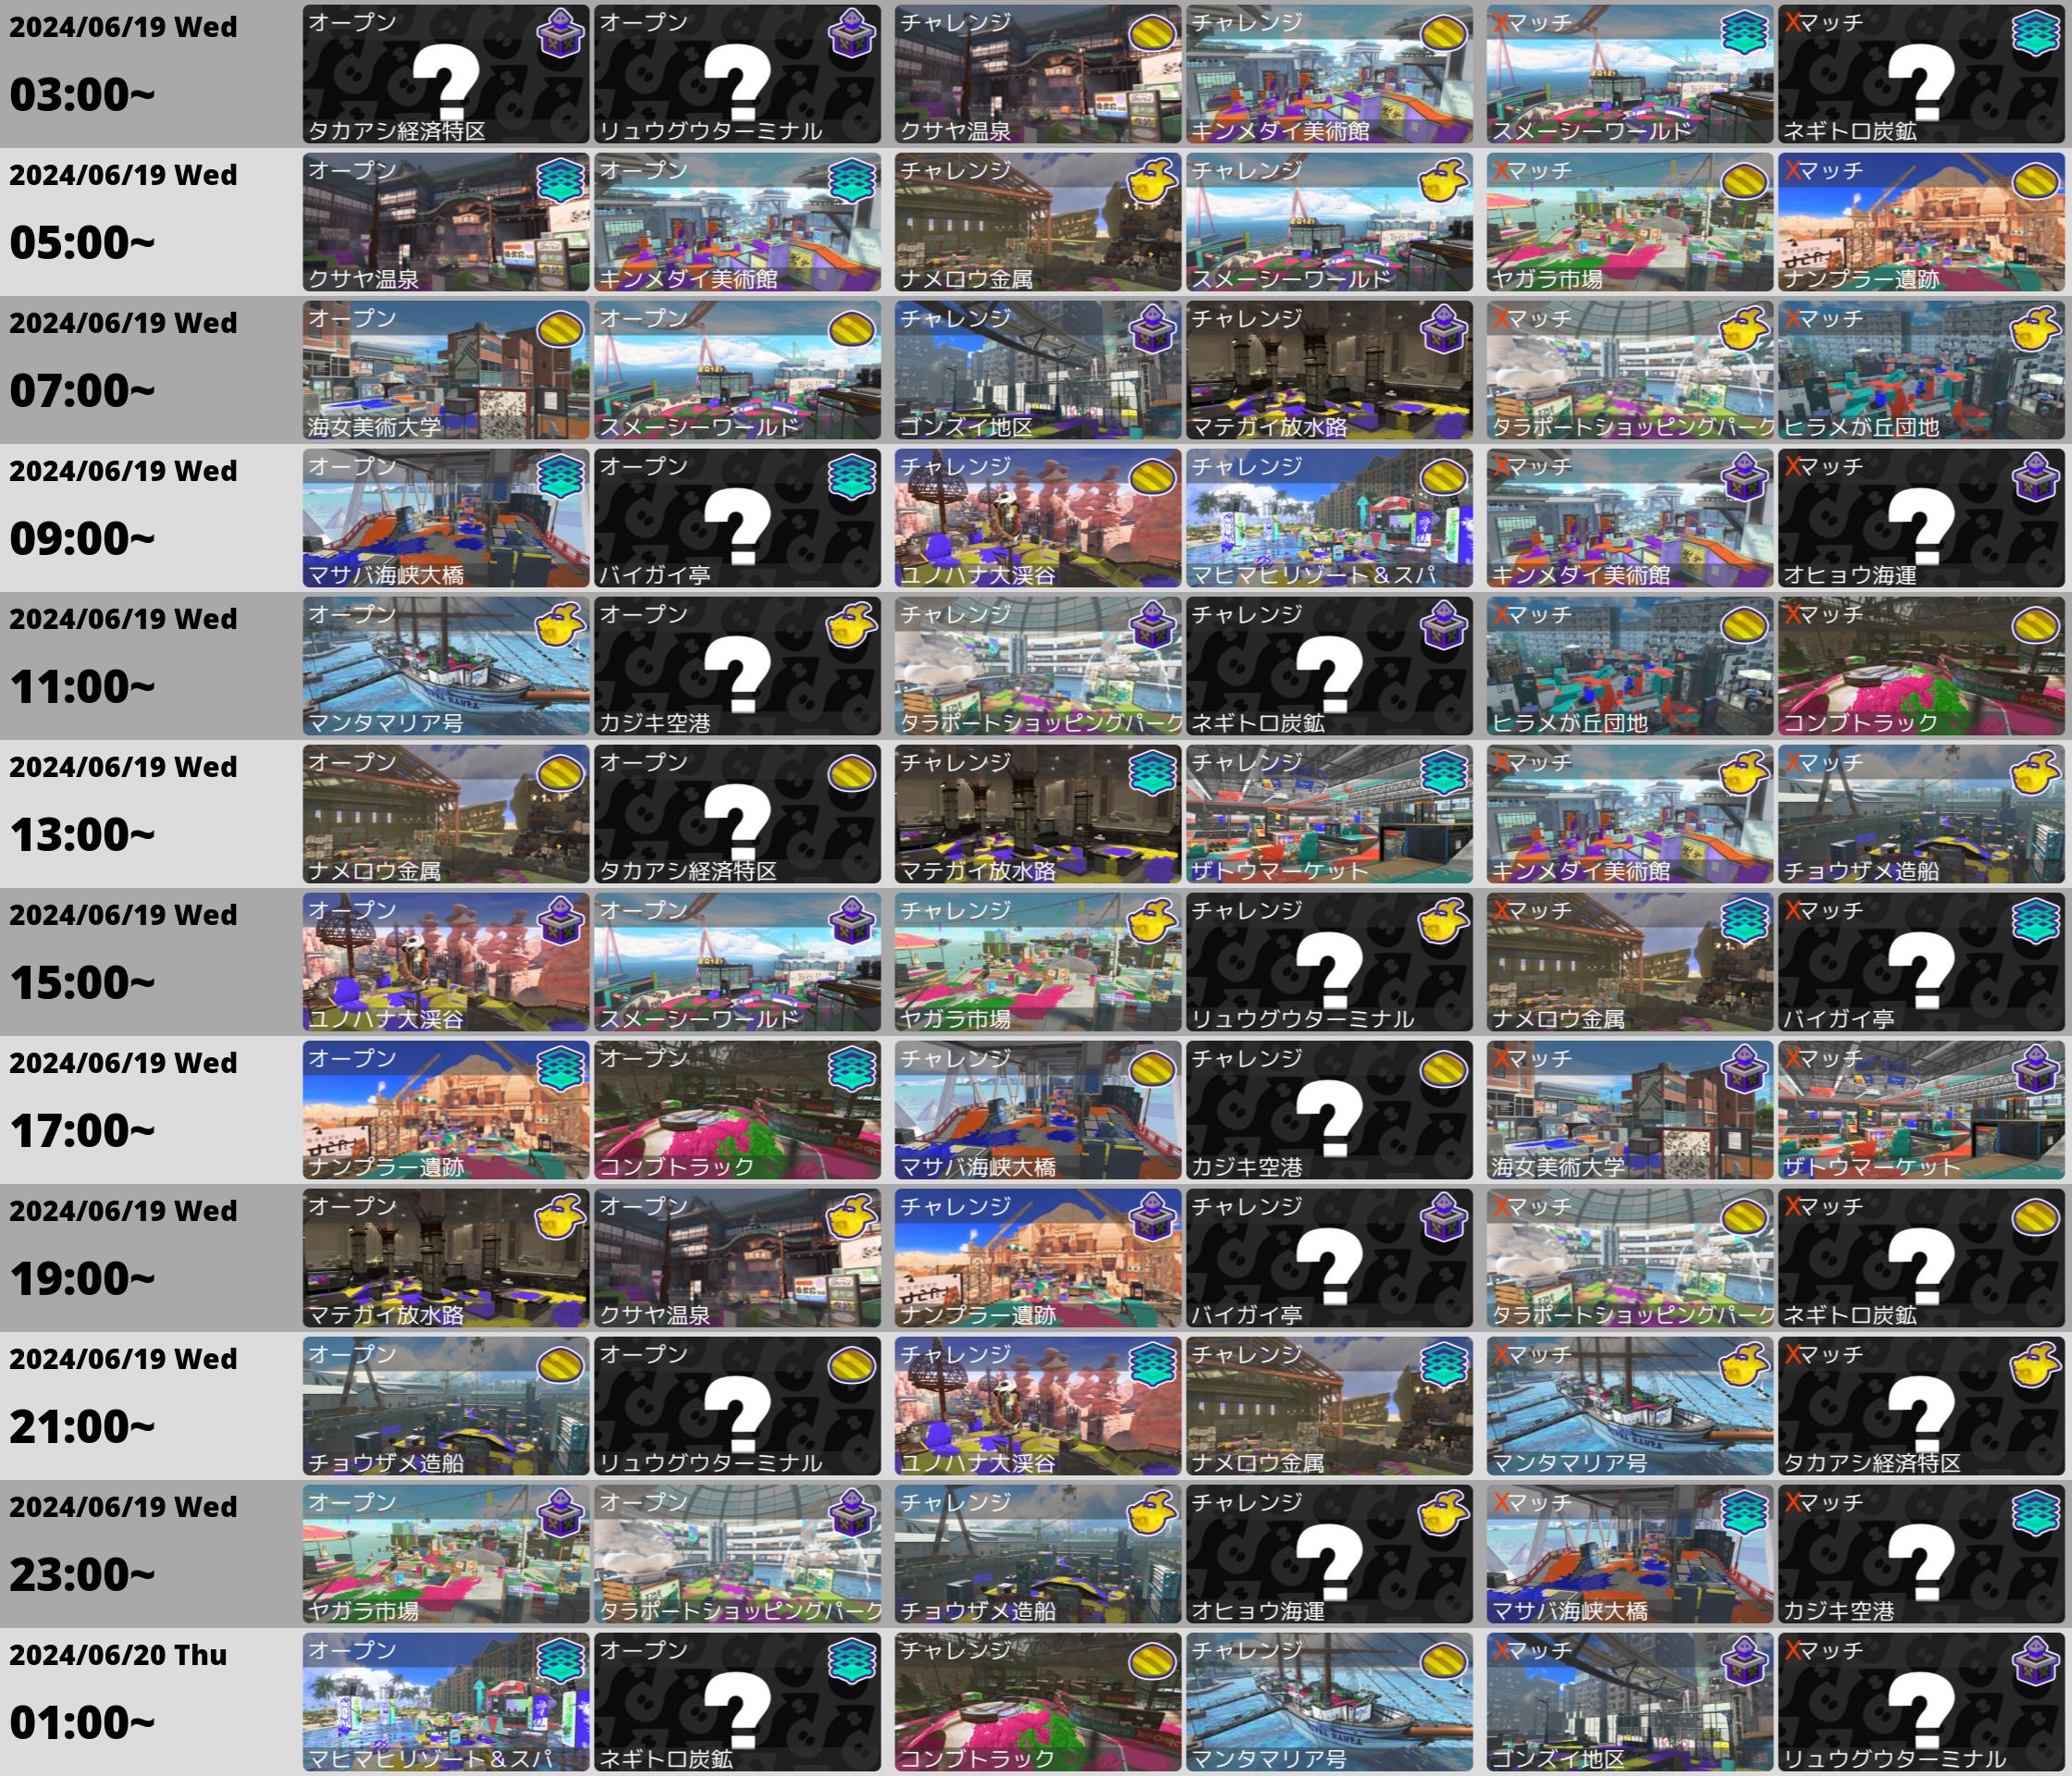 2024/06/19 Wed
03:00~
オープン
タカアシ経済特区
オープン
リュウグウターミナル
チャレンジ
クサヤ温泉
チャレンジ
キンメダイ美術館
Xマッチ
スメーシーワールド
Xマッチ
ネギトロ炭鉱
2024/06/19 Wed
05:00~
オープン
クサヤ温泉
オープン
キンメダイ美術館
チャレンジ
ナメロウ金属
チャレンジ
スメーシーワールド
Xマッチ
ヤガラ市場
Xマッチ
ナンプラー遺跡
2024/06/19 Wed
07:00~
オープン
海女美術大学
オープン
スメーシーワールド
チャレンジ
ゴンズイ地区
チャレンジ
マテガイ放水路
Xマッチ
タラポートショッピングパーク
Xマッチ
ヒラメが丘団地
2024/06/19 Wed
09:00~
オープン
マサバ海峡大橋
オープン
バイガイ亭
チャレンジ
ユノハナ大渓谷
チャレンジ
マヒマヒリゾート&スパ
Xマッチ
キンメダイ美術館
Xマッチ
オヒョウ海運
2024/06/19 Wed
11:00~
オープン
マンタマリア号
オープン
カジキ空港
チャレンジ
タラポートショッピングパーク
チャレンジ
ネギトロ炭鉱
Xマッチ
ヒラメが丘団地
Xマッチ
コンブトラック
2024/06/19 Wed
13:00~
オープン
ナメロウ金属
オープン
タカアシ経済特区
チャレンジ
マテガイ放水路
チャレンジ
ザトウマーケット
Xマッチ
キンメダイ美術館
Xマッチ
チョウザメ造船
2024/06/19 Wed
15:00~
オープン
ユノハナ大渓谷
オープン
スメーシーワールド
チャレンジ
ヤガラ市場
チャレンジ
リュウグウターミナル
Xマッチ
ナメロウ金属
Xマッチ
バイガイ亭
2024/06/19 Wed
17:00~
オープン
ナンプラー遺跡
オープン
コンブトラック
チャレンジ
マサバ海峡大橋
チャレンジ
カジキ空港
Xマッチ
海女美術大学
Xマッチ
ザトウマーケット
2024/06/19 Wed
19:00~
オープン
マテガイ放水路
オープン
クサヤ温泉
チャレンジ
ナンプラー遺跡
チャレンジ
バイガイ亭
Xマッチ
タラポートショッピングパーク
Xマッチ
ネギトロ炭鉱
2024/06/19 Wed
21:00~
オープン
チョウザメ造船
オープン
リュウグウターミナル
チャレンジ
ユノハナ大渓谷
チャレンジ
ナメロウ金属
Xマッチ
マンタマリア号
Xマッチ
タカアシ経済特区
2024/06/19 Wed
23:00~
オープン
ヤガラ市場
オープン
タラポートショッピングパーク
チャレンジ
チョウザメ造船
チャレンジ
オヒョウ海運
Xマッチ
マサバ海峡大橋
Xマッチ
カジキ空港
2024/06/20 Thu
01:00~
オープン
マヒマヒリゾート&スパ
オープン
ネギトロ炭鉱
チャレンジ
コンブトラック
チャレンジ
マンタマリア号
Xマッチ
ゴンズイ地区
Xマッチ
リュウグウターミナル